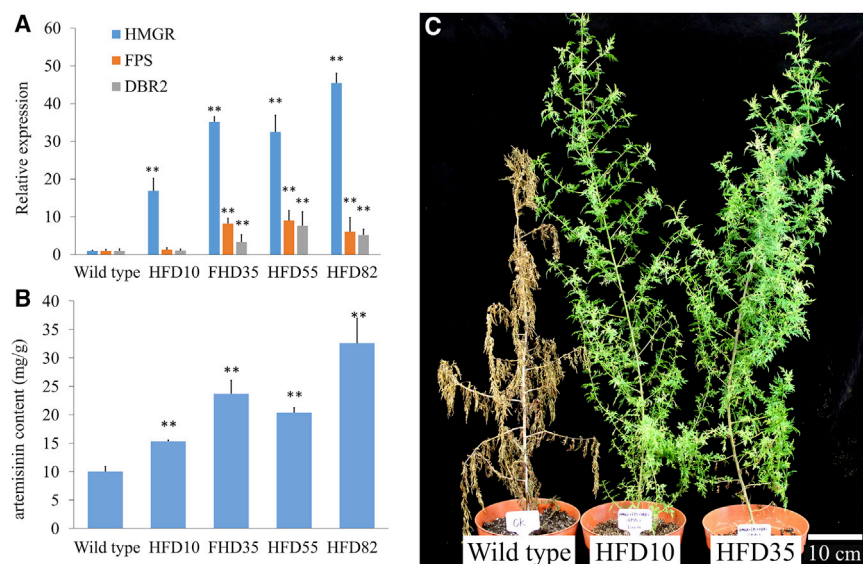 A
Relative expression
60
50
40
30
20
10
0
HMGR
FPS
DBR2
**
**
**
**
**
**
**
**
**
**
Wild type HFD10 FHD35 HFD55 HFD82
B
artemisinin content (mg/g)
40
35
30
25
20
15
10
5
0
**
**
**
**
Wild type HFD10 FHD35 HFD55 HFD82
C
CK
Wild type HFD10 HFD35
10 cm